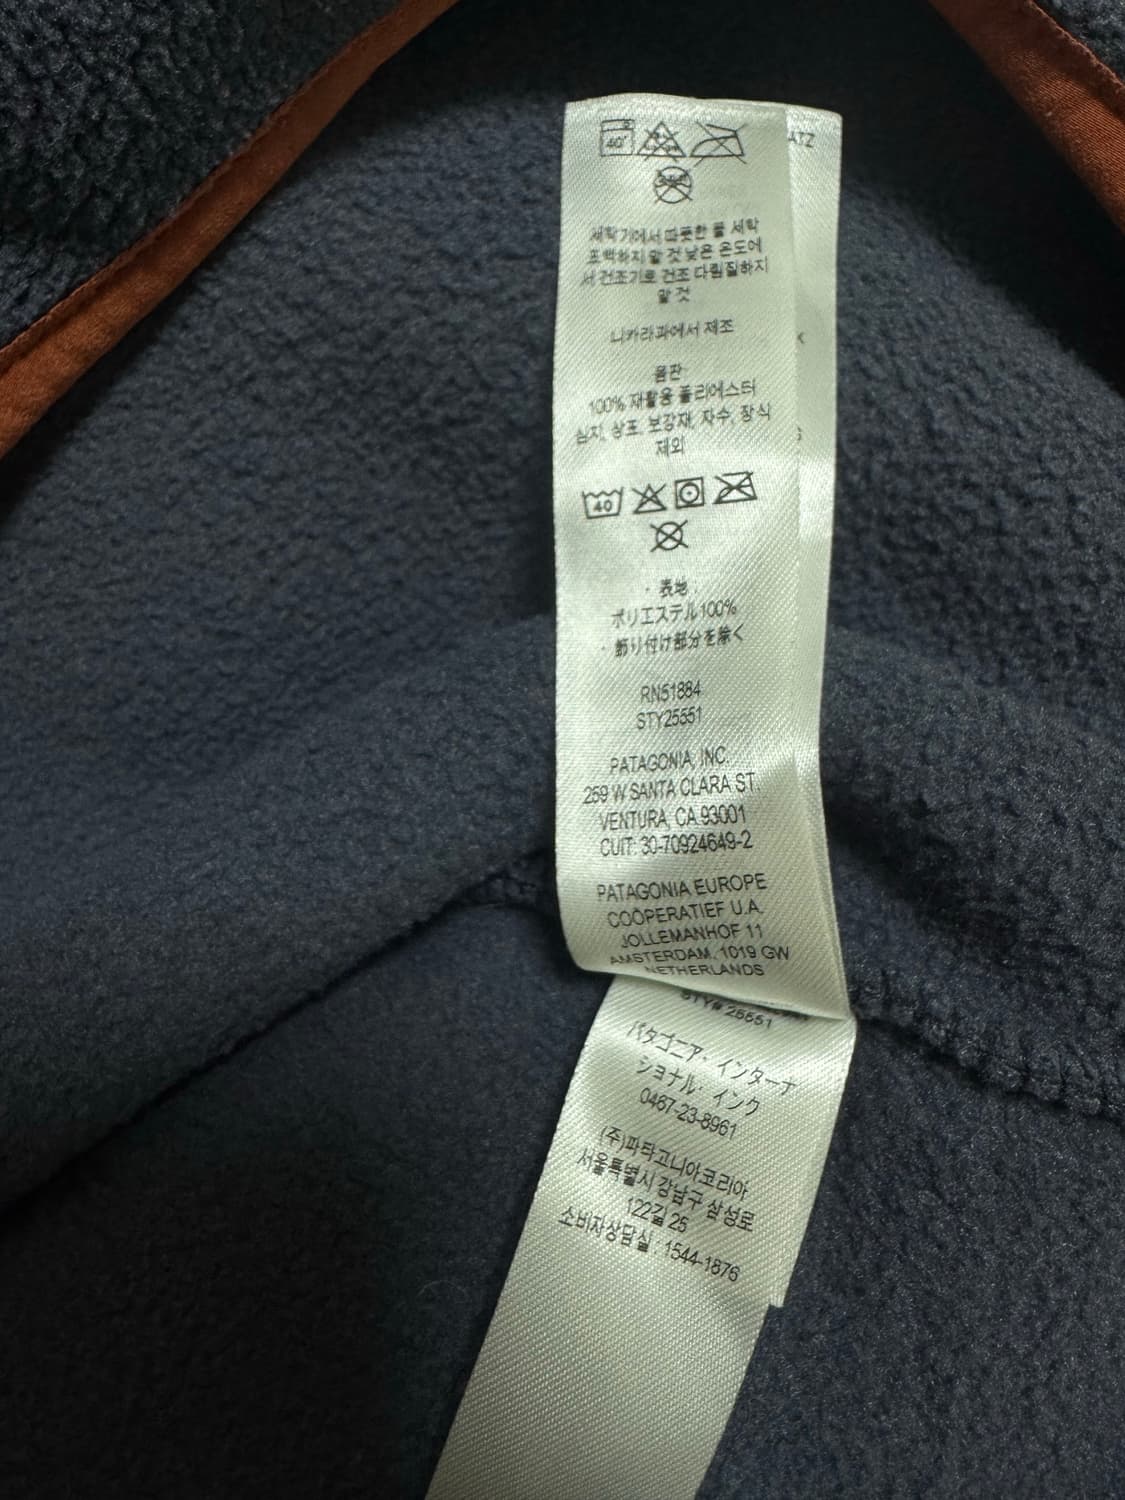 40°
ATZ
세탁기에서 따뜻한 물 세탁
표백하지 말 것 낮은 온도에
서 건조기로 건조 다림질하지
말 것
니카라과에서 제조
몸판:
100% 재활용 폴리에스터
심지, 상표, 보강재, 자수, 장식
제외
40
・表地
ポリエステル100%
・飾り付け部分を除く
RN51884
STY25551
PATAGONIA, INC.
259 W SANTA CLARA ST.
VENTURA, CA.93001
CUIT: 30-70924649-2
PATAGONIA EUROPE
COÖPERATIEF U.A.
JOLLEMANHOF 11
AMSTERDAM, 1019 GW
NETHERLANDS
STY# 25551
パタゴニア・インターナ
ショナル・インク
0467-23-8961
(주)파타고니아코리아
서울특별시 강남구 삼성로
122길 25
소비자상담실 1544-1876